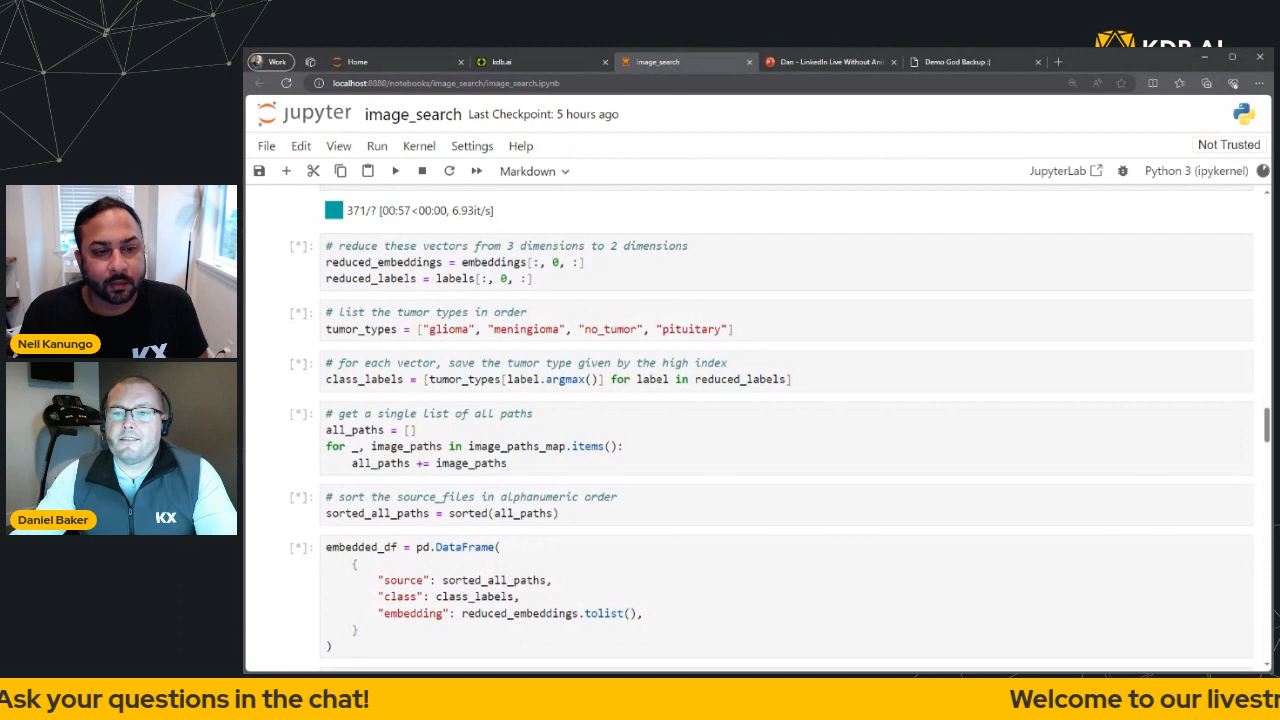 KDB.AI
Work
Home
kdb.ai
image_search
Dan - LinkedIn Live Without Ani
Demo God Backup :)
localhost:8888/notebooks/image_search/image_search.ipynb
jupyter image_search Last Checkpoint: 5 hours ago
File Edit View Run Kernel Settings Help
Not Trusted
Markdown
JupyterLab
Python 3 (ipykernel)
371/? [00:57<00:00, 6.93it/s]
[*]: # reduce these vectors from 3 dimensions to 2 dimensions
reduced_embeddings = embeddings[:, 0, :]
reduced_labels = labels[:, 0, :]
[*]: # list the tumor types in order
tumor_types = ["glioma", "meningioma", "no_tumor", "pituitary"]
[*]: # for each vector, save the tumor type given by the high index
class_labels = [tumor_types[label.argmax()] for label in reduced_labels]
[*]: # get a single list of all paths
all_paths = []
for _, image_paths in image_paths_map.items():
all_paths += image_paths
[*]: # sort the source_files in alphanumeric order
sorted_all_paths = sorted(all_paths)
[*]: embedded_df = pd.DataFrame(
{
"source": sorted_all_paths,
"class": class_labels,
"embedding": reduced_embeddings.tolist(),
}
)
KX
Neil Kanungo
KX
Daniel Baker
Ask your questions in the chat!
Welcome to our livestr